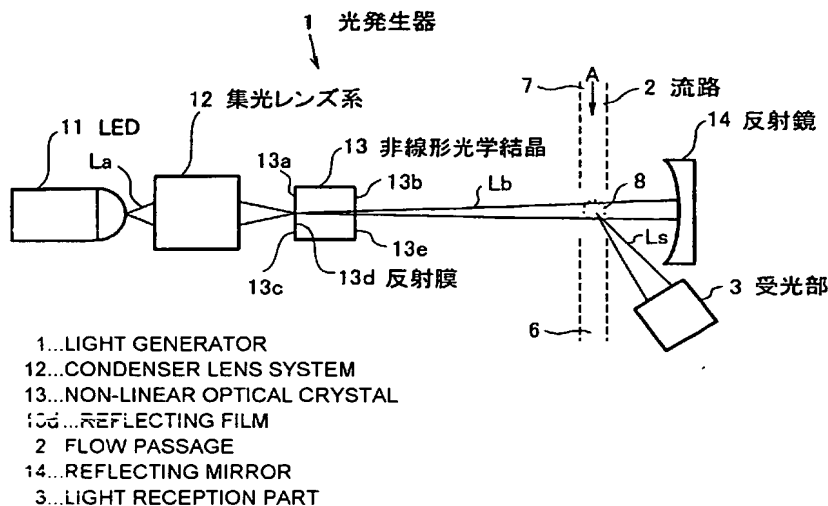 1 光発生器
12 集光レンズ系
11 LED
La
13a
13 非線形光学結晶
13b
Lb
7
A
2 流路
14 反射鏡
8
Ls
13c
13d 反射膜
13e
3 受光部
6
1...LIGHT GENERATOR
12...CONDENSER LENS SYSTEM
13...NON-LINEAR OPTICAL CRYSTAL
13d...REFLECTING FILM
2 FLOW PASSAGE
14...REFLECTING MIRROR
3...LIGHT RECEPTION PART